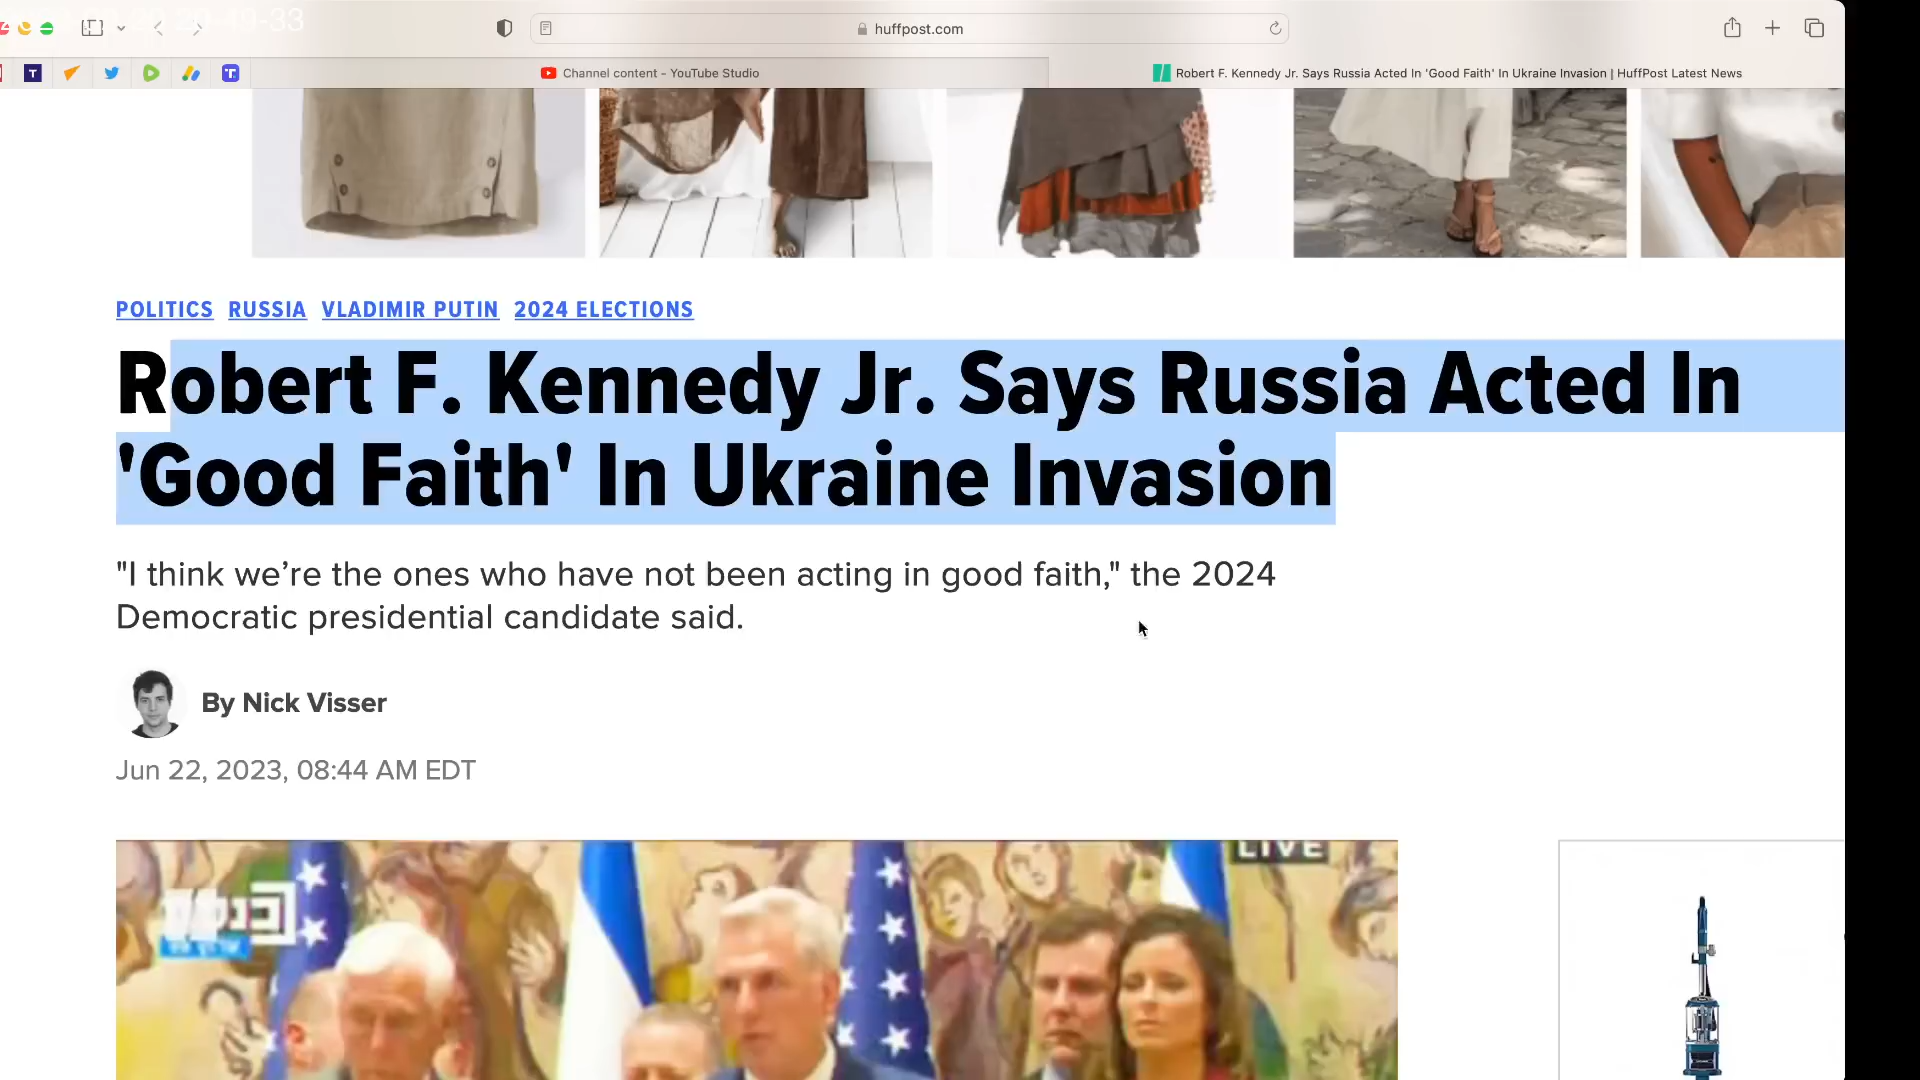 huffpost.com
T
T
Channel content - YouTube Studio
Robert F. Kennedy Jr. Says Russia Acted In 'Good Faith' In Ukraine Invasion | HuffPost Latest News
POLITICS RUSSIA VLADIMIR PUTIN 2024 ELECTIONS
Robert F. Kennedy Jr. Says Russia Acted In
'Good Faith' In Ukraine Invasion
"I think we’re the ones who have not been acting in good faith," the 2024
Democratic presidential candidate said.
By Nick Visser
Jun 22, 2023, 08:44 AM EDT
LIVE